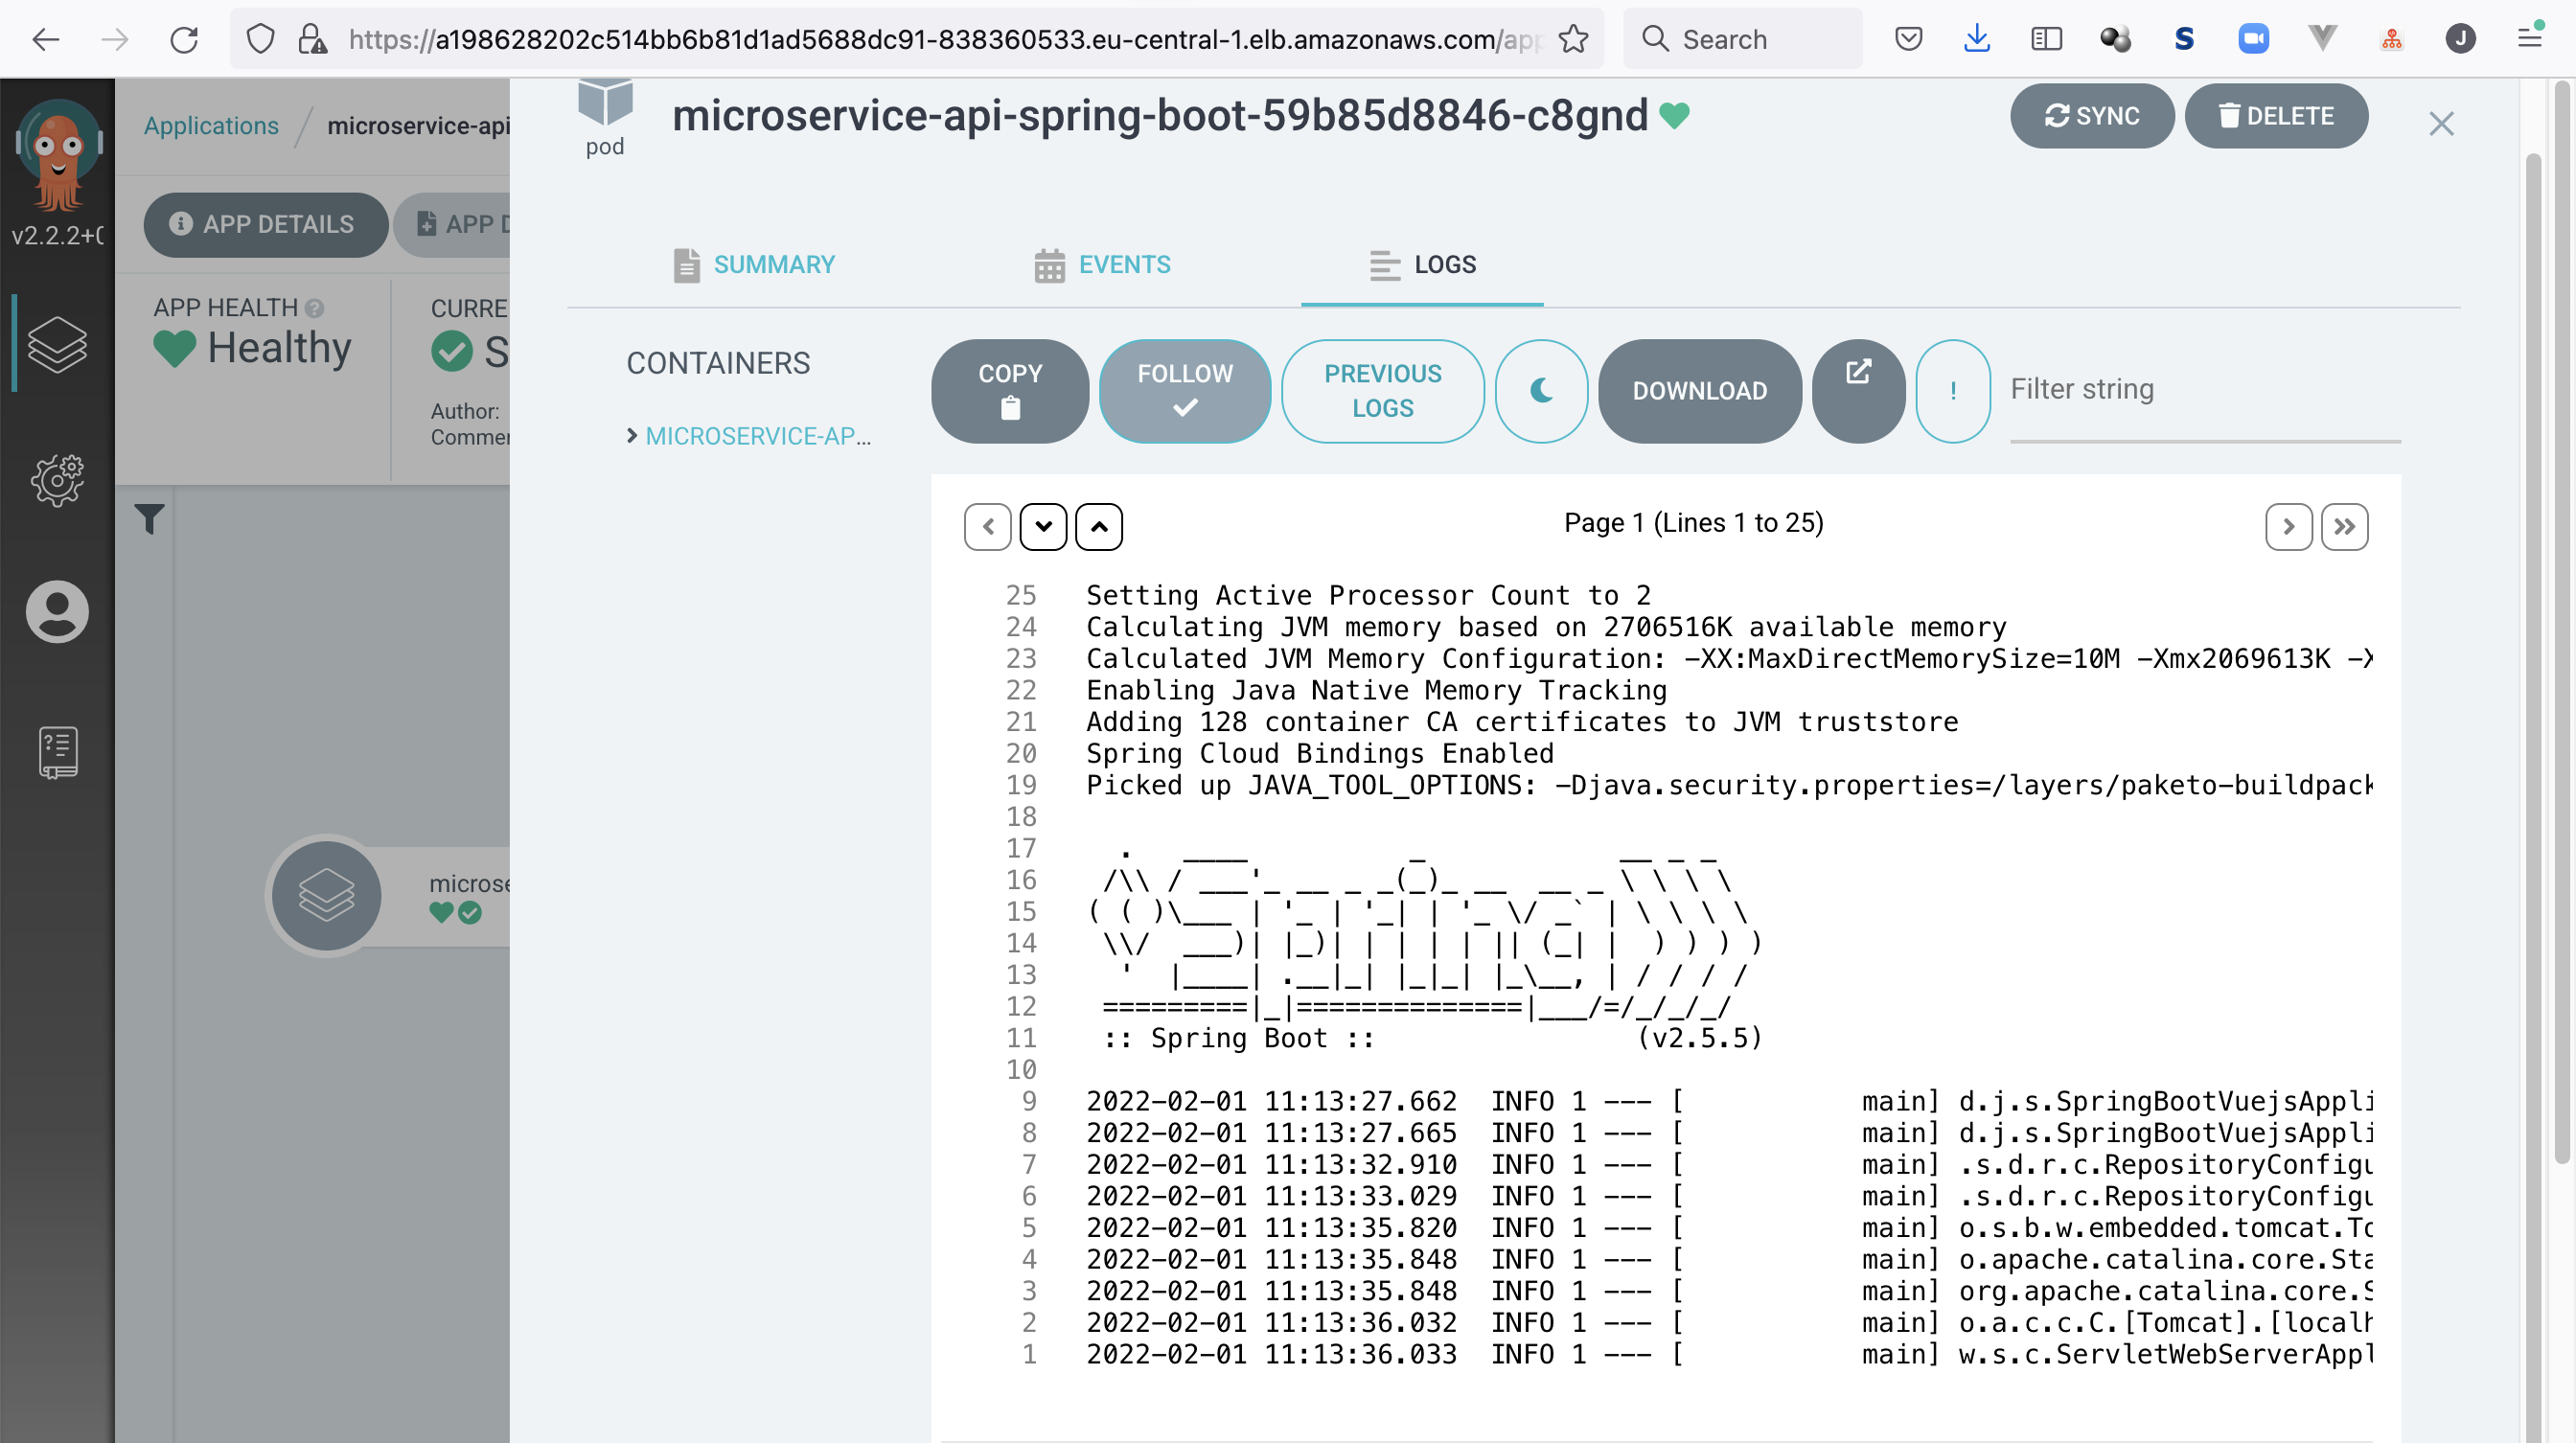 https://a198628202c514bb6b81d1ad5688dc91-838360533.eu-central-1.elb.amazonaws.com/app
Search
S
J
v2.2.2+0
Applications / microservice-api
APP DETAILS
APP D
APP HEALTH ?
Healthy
CURRE
S
Author:
Commer
microse
pod
microservice-api-spring-boot-59b85d8846-c8gnd
SYNC
DELETE
SUMMARY
EVENTS
LOGS
CONTAINERS
MICROSERVICE-AP...
COPY
FOLLOW
PREVIOUS
LOGS
DOWNLOAD
!
Filter string
Page 1 (Lines 1 to 25)
25 Setting Active Processor Count to 2
24 Calculating JVM memory based on 2706516K available memory
23 Calculated JVM Memory Configuration: -XX:MaxDirectMemorySize=10M -Xmx2069613K -X
22 Enabling Java Native Memory Tracking
21 Adding 128 container CA certificates to JVM truststore
20 Spring Cloud Bindings Enabled
19 Picked up JAVA_TOOL_OPTIONS: -Djava.security.properties=/layers/paketo-buildpack
18
17   .   ____          _            __ _ _
16  /\\ / ___'_ __ _ _(_)_ __  __ _ \ \ \ \
15 ( ( )\___ | '_ | '_| | '_ \/ _` | \ \ \ \
14  \\/  ___)| |_)| | | | | || (_| |  ) ) ) )
13   '  |____| .__|_| |_|_| |_\__, | / / / /
12  =========|_|==============|___/=/_/_/_/
11  :: Spring Boot ::                (v2.5.5)
10
9 2022-02-01 11:13:27.662  INFO 1 --- [           main] d.j.s.SpringBootVuejsAppli
8 2022-02-01 11:13:27.665  INFO 1 --- [           main] d.j.s.SpringBootVuejsAppli
7 2022-02-01 11:13:32.910  INFO 1 --- [           main] .s.d.r.c.RepositoryConfigu
6 2022-02-01 11:13:33.029  INFO 1 --- [           main] .s.d.r.c.RepositoryConfigu
5 2022-02-01 11:13:35.820  INFO 1 --- [           main] o.s.b.w.embedded.tomcat.To
4 2022-02-01 11:13:35.848  INFO 1 --- [           main] o.apache.catalina.core.Sta
3 2022-02-01 11:13:35.848  INFO 1 --- [           main] org.apache.catalina.core.S
2 2022-02-01 11:13:36.032  INFO 1 --- [           main] o.a.c.c.C.[Tomcat].[localh
1 2022-02-01 11:13:36.033  INFO 1 --- [           main] w.s.c.ServletWebServerAppl